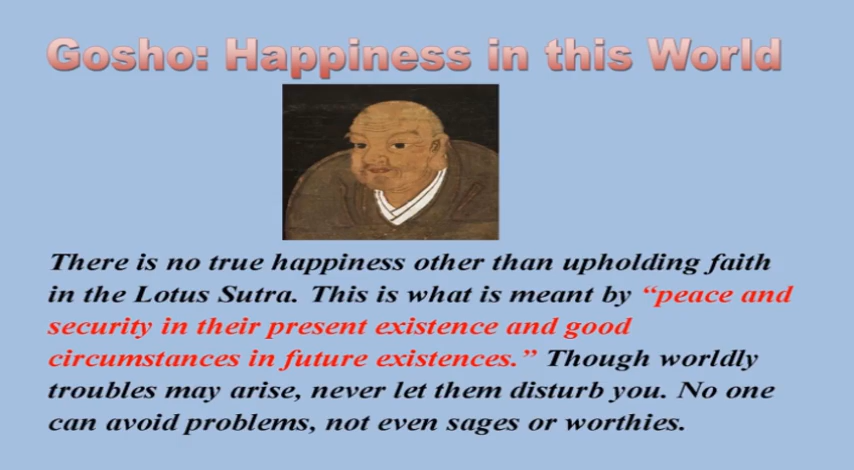 Gosho: Happiness in this World
There is no true happiness other than upholding faith
in the Lotus Sutra. This is what is meant by “peace and
security in their present existence and good
circumstances in future existences.” Though worldly
troubles may arise, never let them disturb you. No one
can avoid problems, not even sages or worthies.